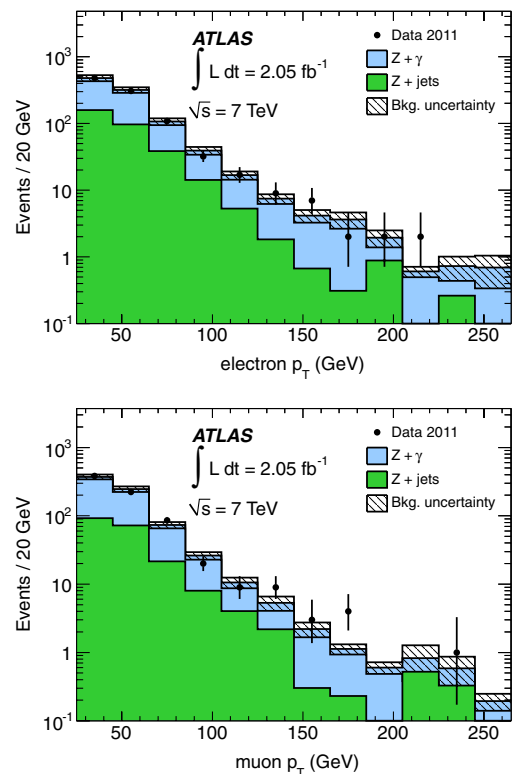 Events / 20 GeV
10³
10²
10
1
10⁻¹
ATLAS
∫ L dt = 2.05 fb⁻¹
√s = 7 TeV
Data 2011
Z + γ
Z + jets
Bkg. uncertainty
50 100 150 200 250
electron p_T (GeV)
Events / 20 GeV
10³
10²
10
1
10⁻¹
ATLAS
∫ L dt = 2.05 fb⁻¹
√s = 7 TeV
Data 2011
Z + γ
Z + jets
Bkg. uncertainty
50 100 150 200 250
muon p_T (GeV)